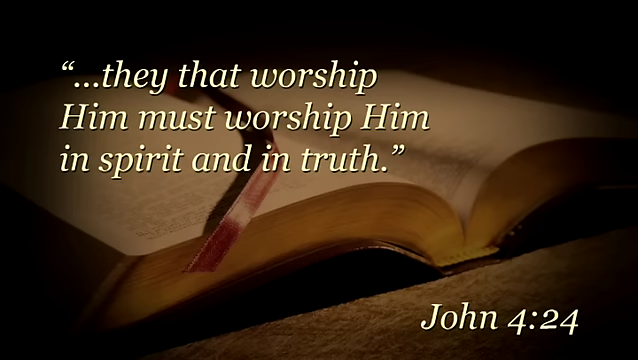 “...they that worship
Him must worship Him
in spirit and in truth.”
John 4:24